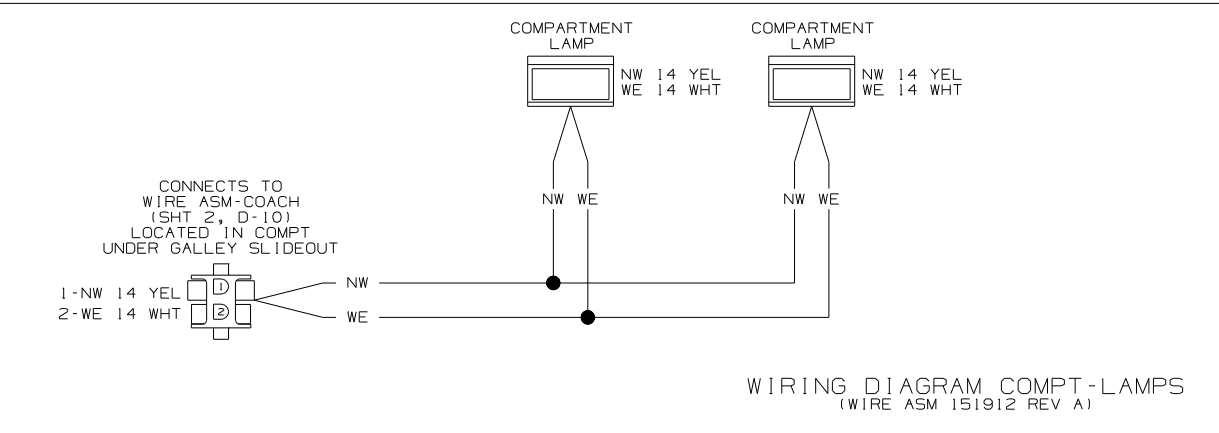 COMPARTMENT
LAMP
NW 14 YEL
WE 14 WHT
COMPARTMENT
LAMP
NW 14 YEL
WE 14 WHT
NW WE
NW WE
CONNECTS TO
WIRE ASM-COACH
(SHT 2, D-10)
LOCATED IN COMPT
UNDER GALLEY SLIDEOUT
1-NW 14 YEL
2-WE 14 WHT
1
2
NW
WE
WIRING DIAGRAM COMPT-LAMPS
(WIRE ASM 151912 REV A)